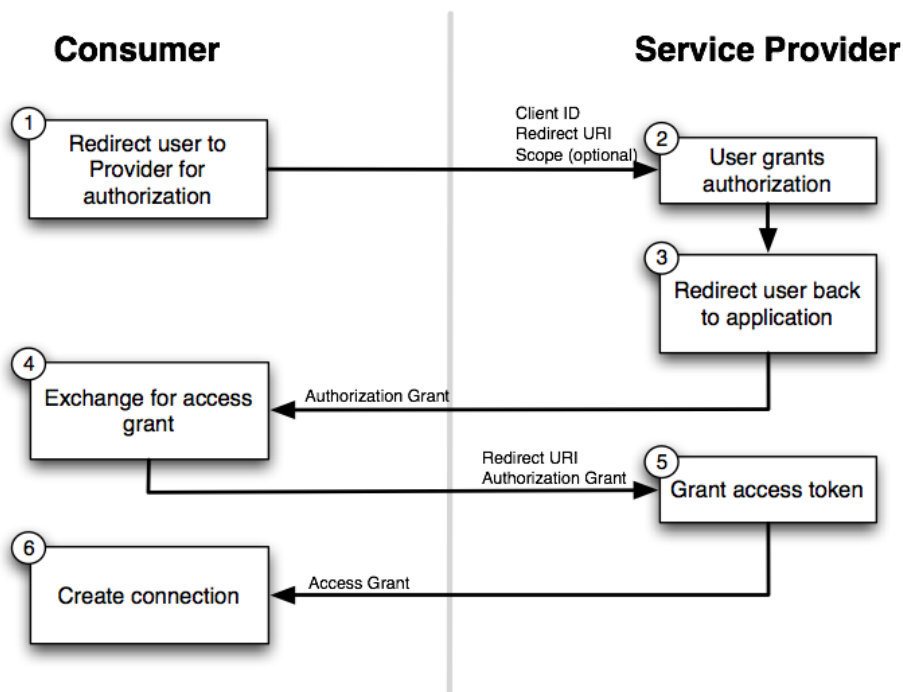 Consumer
Service Provider
1
Redirect user to
Provider for
authorization
Client ID
Redirect URI
Scope (optional)
2
User grants
authorization
3
Redirect user back
to application
4
Exchange for access
grant
Authorization Grant
Redirect URI
Authorization Grant
5
Grant access token
6
Create connection
Access Grant